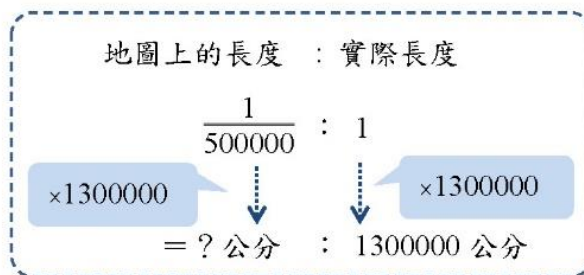 地圖上的長度 : 實際長度
1/500000 : 1
×1300000 ×1300000
= ? 公分 : 1300000 公分